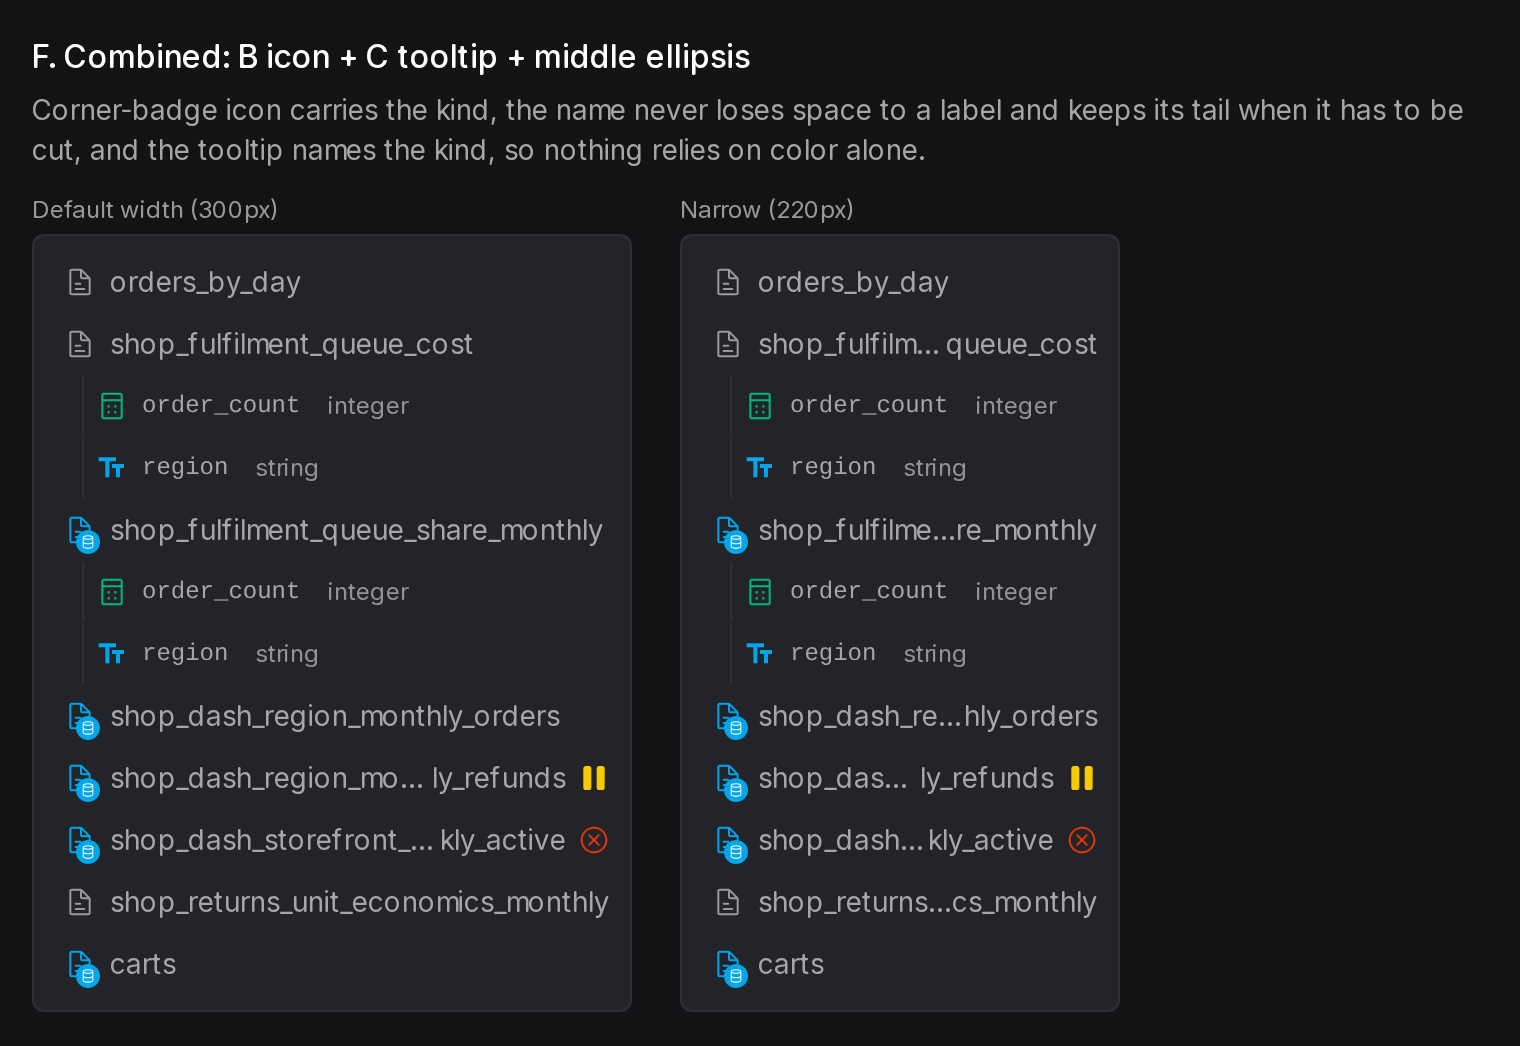 F. Combined: B icon + C tooltip + middle ellipsis
Corner-badge icon carries the kind, the name never loses space to a label and keeps its tail when it has to be
cut, and the tooltip names the kind, so nothing relies on color alone.
Default width (300px)
orders_by_day
shop_fulfilment_queue_cost
order_count integer
region string
shop_fulfilment_queue_share_monthly
order_count integer
region string
shop_dash_region_monthly_orders
shop_dash_region_mo… ly_refunds
shop_dash_storefront_… kly_active
shop_returns_unit_economics_monthly
carts
Narrow (220px)
orders_by_day
shop_fulfilm… queue_cost
order_count integer
region string
shop_fulfilme…re_monthly
order_count integer
region string
shop_dash_re…hly_orders
shop_das… ly_refunds
shop_dash…kly_active
shop_returns…cs_monthly
carts